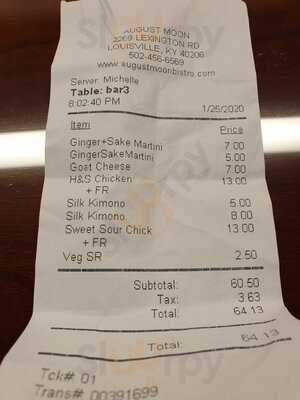 AUGUST MOON
2269 LEXINGTON RD
LOUISVILLE, KY 40206
502-456-6569
www.augustmoonbistro.com
Server: Michelle
Table: bar3
8:02:40 PM 1/25/2020
Item Price
Ginger+Sake Martini 7.00
GingerSakeMartini 5.00
Goat Cheese 7.00
H&S Chicken 13.00
+ FR
Silk Kimono 5.00
Silk Kimono 8.00
Sweet Sour Chick 13.00
+ FR
Veg SR 2.50
Subtotal: 60.50
Tax: 3.63
Total: 64.13
Total: 64.13
Tck# 01
Trans# 00391699